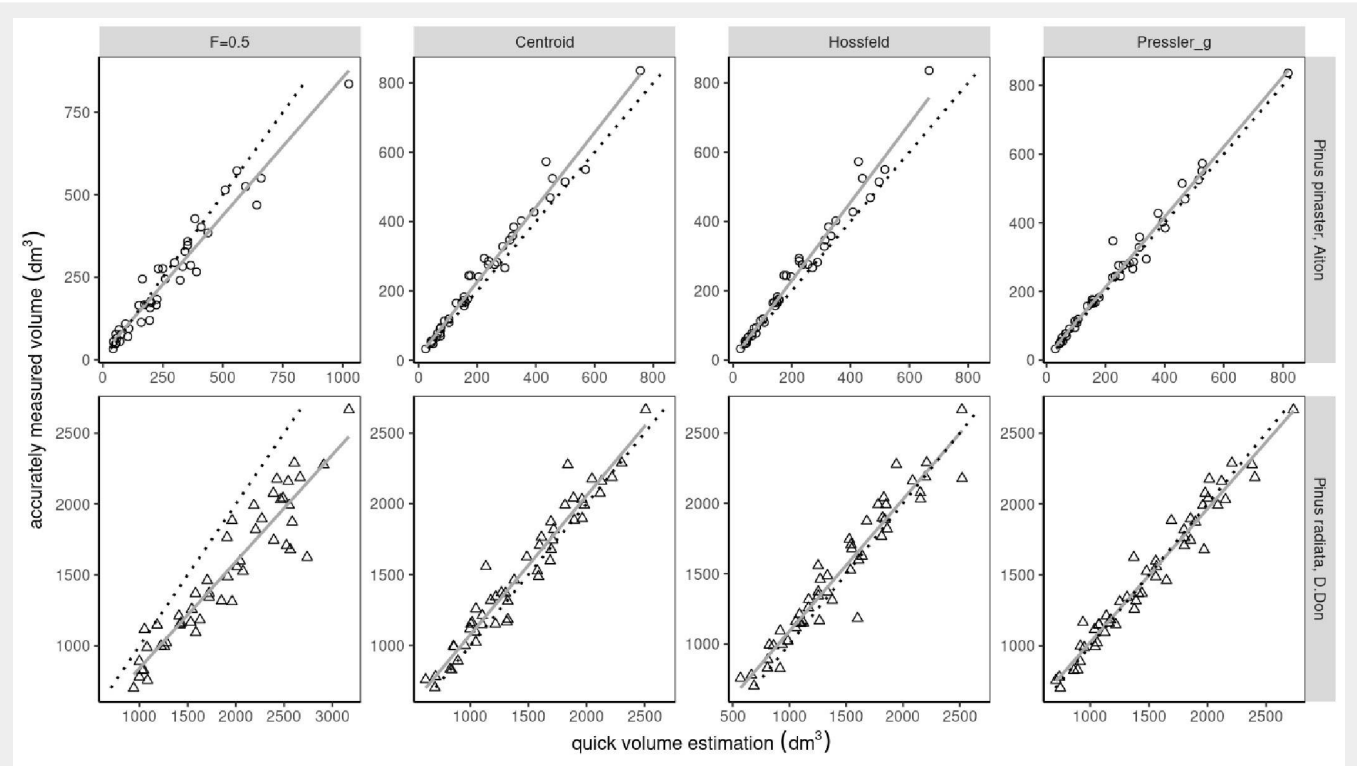 F=0.5 Centroid Hossfeld Pressler_g
accurately measured volume (dm³)
750
500
250
0
0 250 500 750 1000
800
600
400
200
0
0 200 400 600 800
800
600
400
200
0
0 200 400 600 800
800
600
400
200
0
0 200 400 600 800
Pinus pinaster, Aiton
2500
2000
1500
1000
1000 1500 2000 2500 3000
2500
2000
1500
1000
1000 1500 2000 2500
2500
2000
1500
1000
500 1000 1500 2000 2500
2500
2000
1500
1000
1000 1500 2000 2500
Pinus radiata, D.Don
quick volume estimation (dm³)